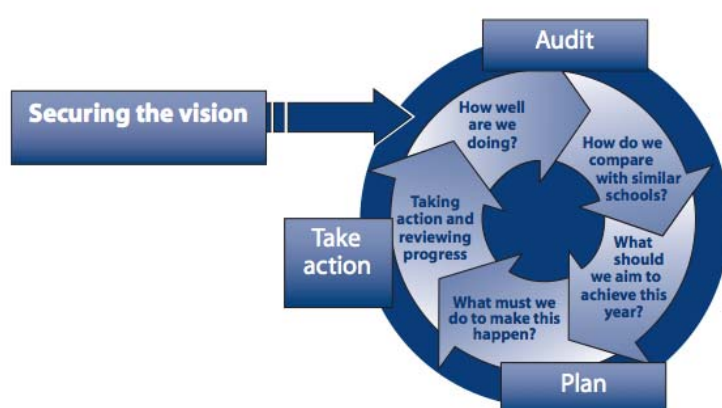 Audit
Securing the vision
How well
are we
doing?
How do we
compare
with similar
schools?
What
should
we aim to
achieve this
year?
What must we
do to make this
happen?
Taking
action and
reviewing
progress
Take
action
Plan